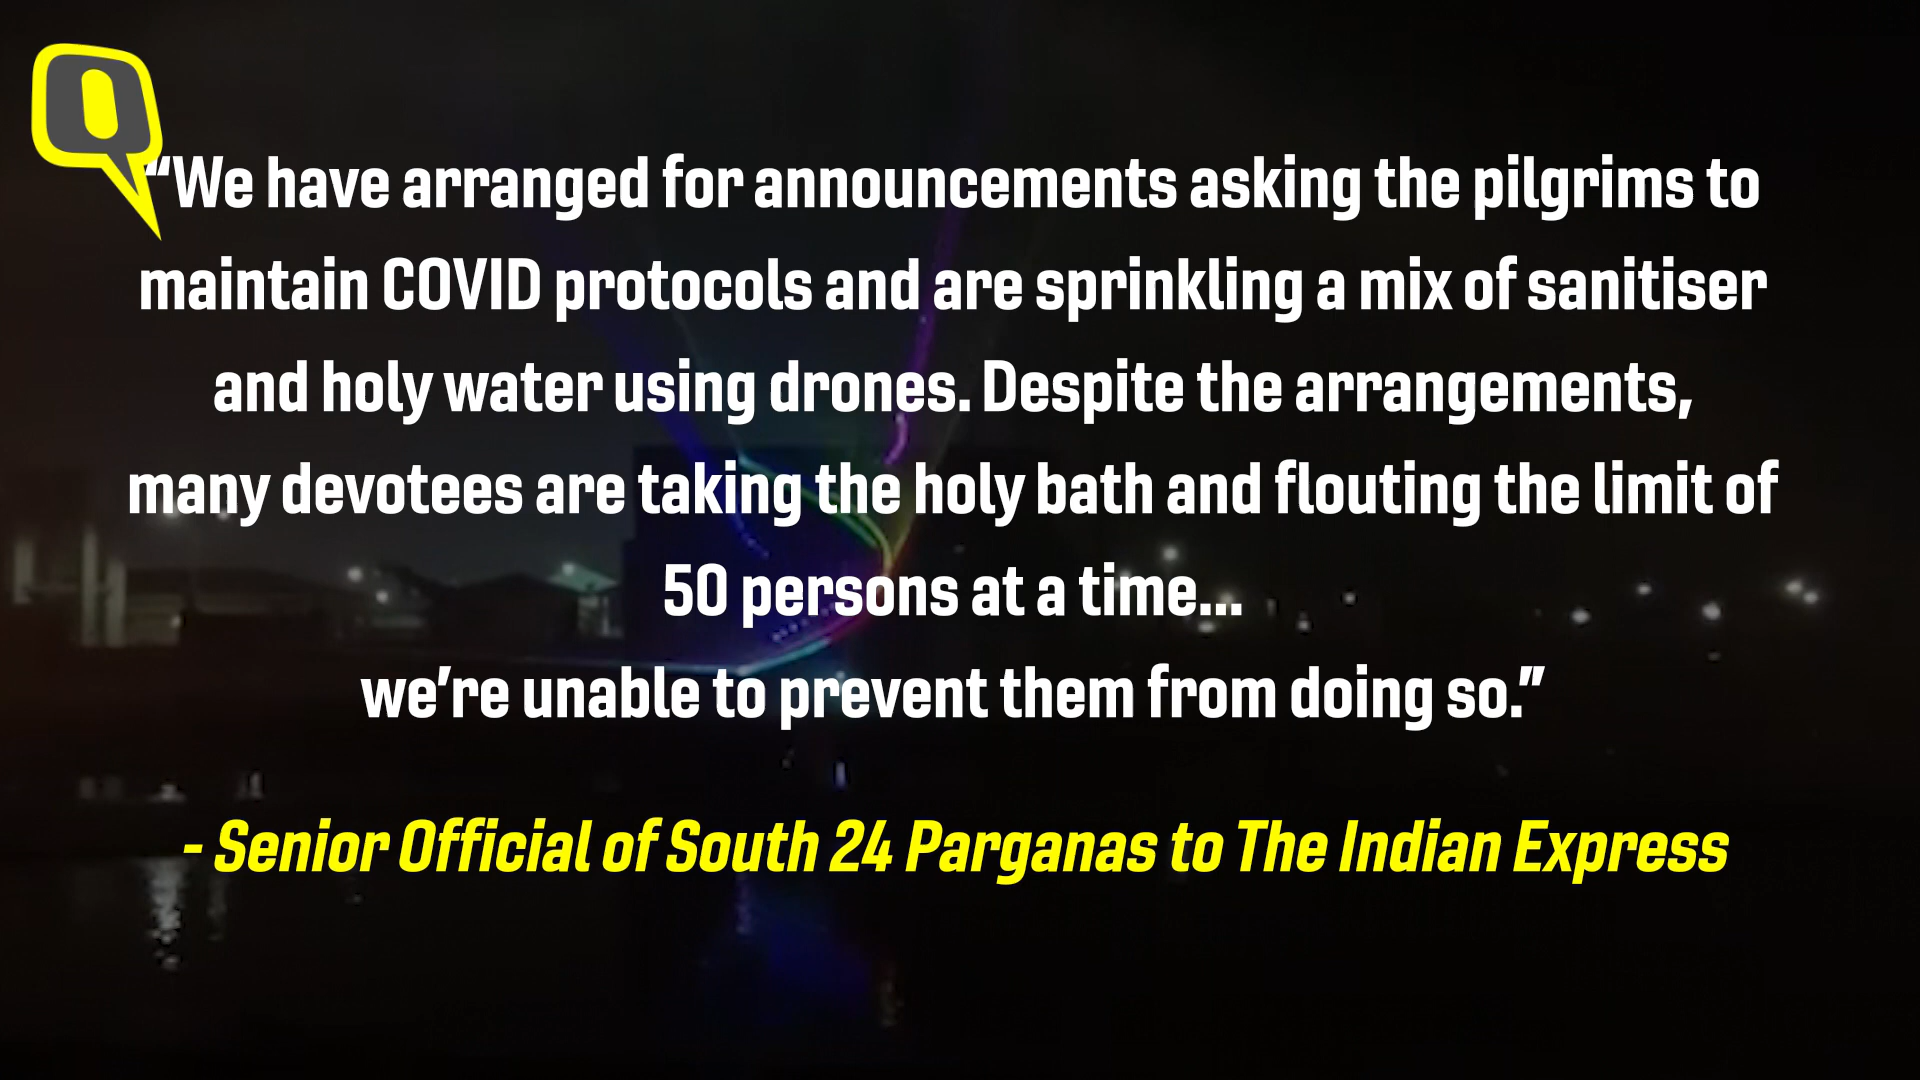 “We have arranged for announcements asking the pilgrims to
maintain COVID protocols and are sprinkling a mix of sanitiser
and holy water using drones. Despite the arrangements,
many devotees are taking the holy bath and flouting the limit of
50 persons at a time...
we’re unable to prevent them from doing so.”
- Senior Official of South 24 Parganas to The Indian Express